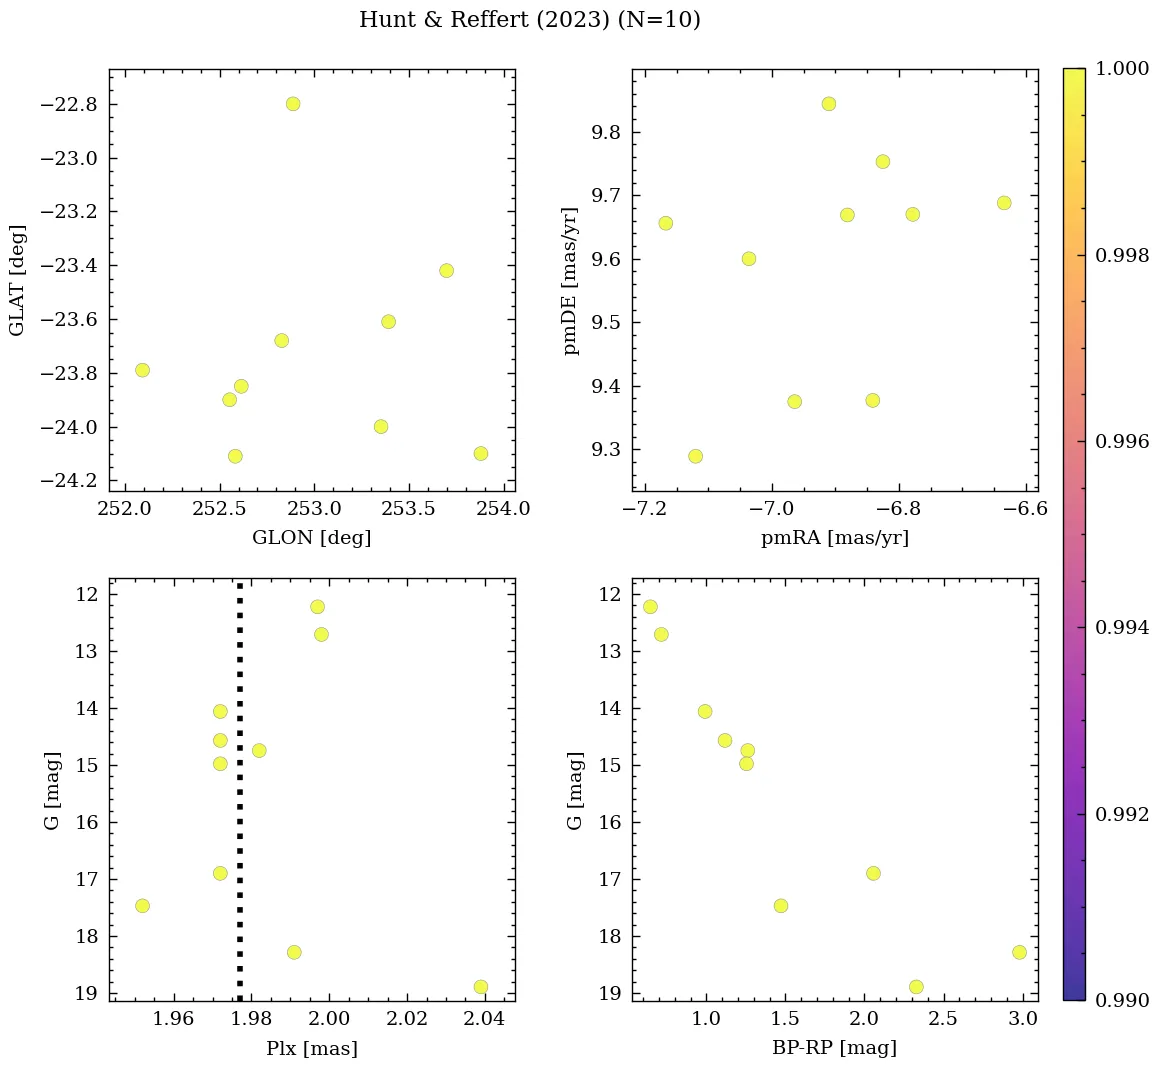 Hunt & Reffert (2023) (N=10)
−22.8
−23.0
−23.2
−23.4
−23.6
−23.8
−24.0
−24.2
GLAT [deg]
252.0 252.5 253.0 253.5 254.0
GLON [deg]
9.8
9.7
9.6
9.5
9.4
9.3
pmDE [mas/yr]
−7.2 −7.0 −6.8 −6.6
pmRA [mas/yr]
1.000
0.998
0.996
0.994
0.992
0.990
12
13
14
15
16
17
18
19
G [mag]
1.96 1.98 2.00 2.02 2.04
Plx [mas]
12
13
14
15
16
17
18
19
G [mag]
1.0 1.5 2.0 2.5 3.0
BP-RP [mag]